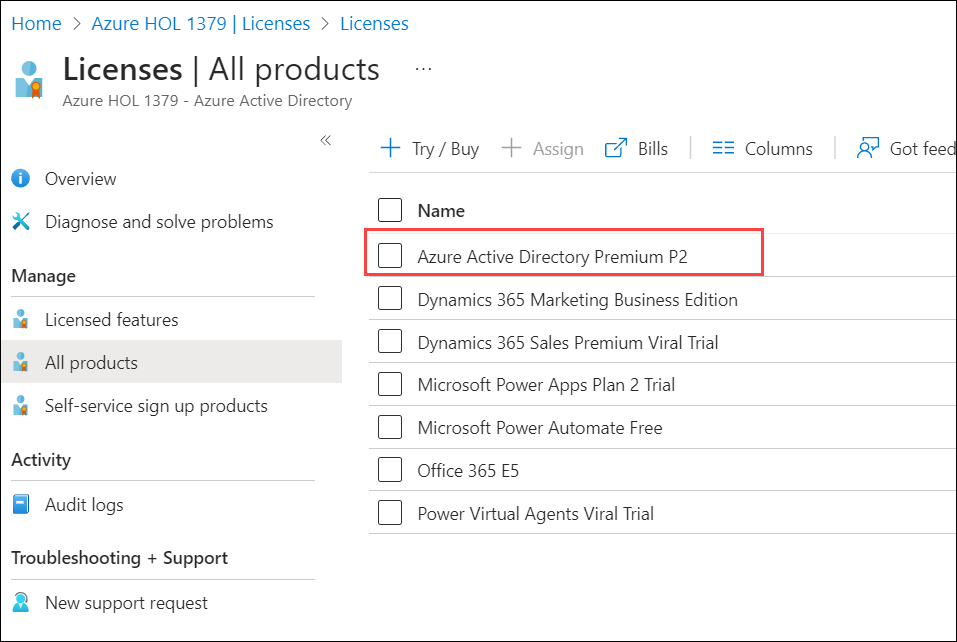 Home > Azure HOL 1379 | Licenses > Licenses
Licenses | All products ...
Azure HOL 1379 - Azure Active Directory
«
+ Try / Buy + Assign Bills Columns Got feed
Overview
Diagnose and solve problems
Manage
Licensed features
All products
Self-service sign up products
Activity
Audit logs
Troubleshooting + Support
New support request
Name
Azure Active Directory Premium P2
Dynamics 365 Marketing Business Edition
Dynamics 365 Sales Premium Viral Trial
Microsoft Power Apps Plan 2 Trial
Microsoft Power Automate Free
Office 365 E5
Power Virtual Agents Viral Trial